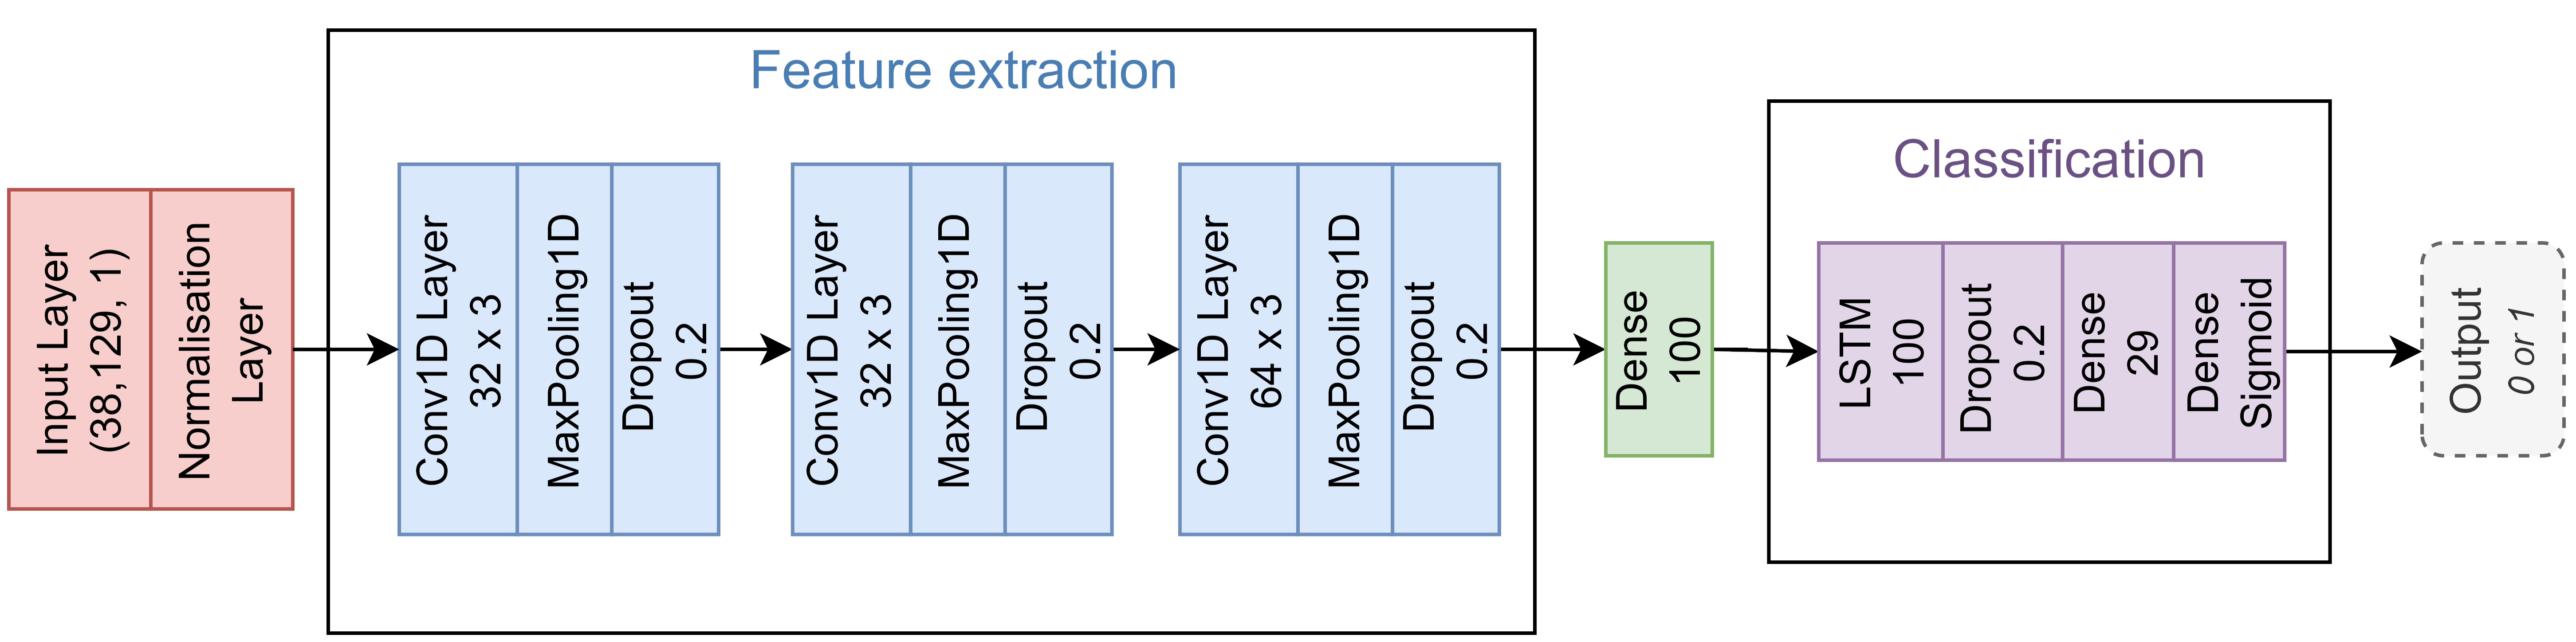 Input Layer
(38,129, 1)
Normalisation
Layer
Feature extraction
Conv1D Layer
32 x 3
MaxPooling1D
Dropout
0.2
Conv1D Layer
32 x 3
MaxPooling1D
Dropout
0.2
Conv1D Layer
64 x 3
MaxPooling1D
Dropout
0.2
Dense
100
Classification
LSTM
100
Dropout
0.2
Dense
29
Dense
Sigmoid
Output
0 or 1